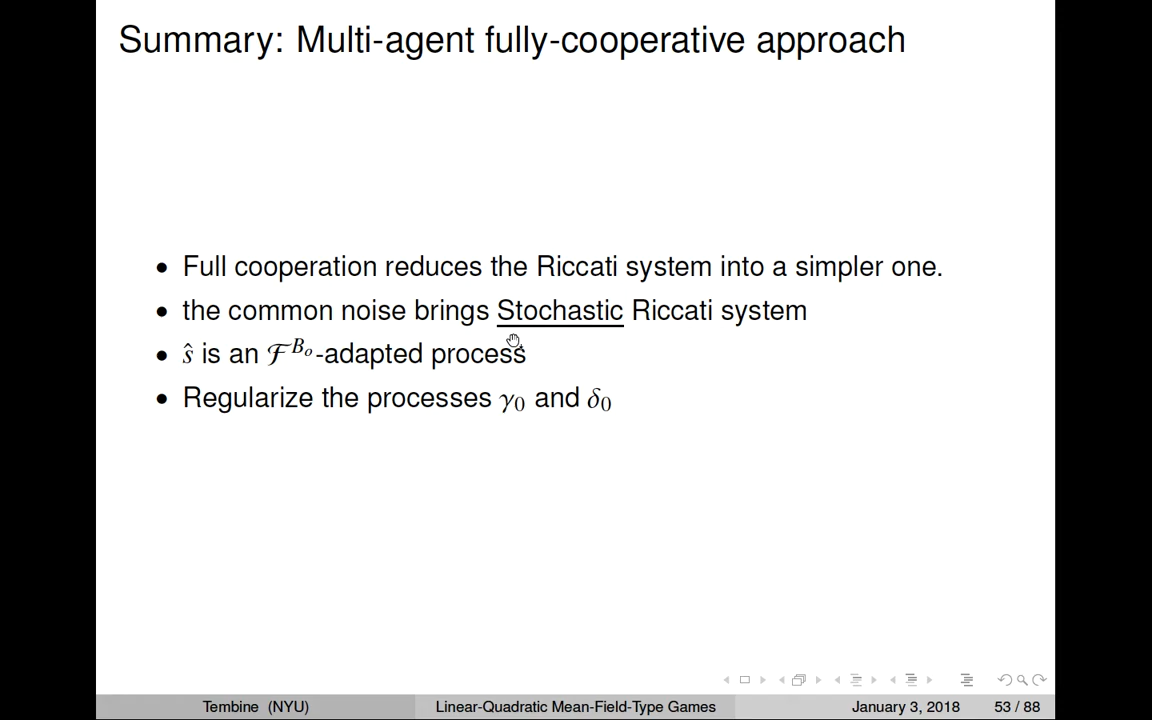 Summary: Multi-agent fully-cooperative approach
• Full cooperation reduces the Riccati system into a simpler one.
• the common noise brings Stochastic Riccati system
• ŝ is an ℱ^{B_o}-adapted process
• Regularize the processes γ₀ and δ₀
Tembine (NYU) Linear-Quadratic Mean-Field-Type Games January 3, 2018 53 / 88